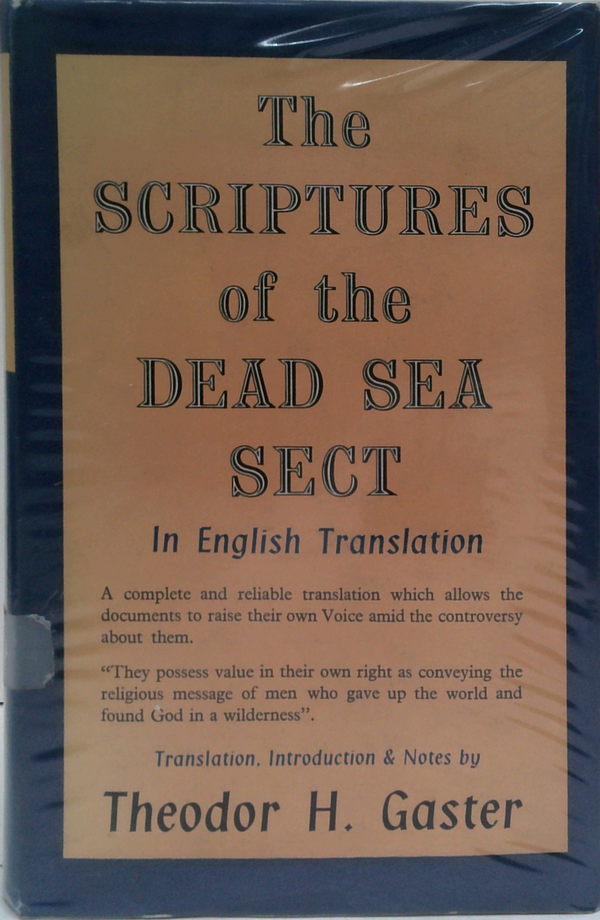 The
SCRIPTURES
of the
DEAD SEA
SECT
In English Translation
A complete and reliable translation which allows the
documents to raise their own Voice amid the controversy
about them.
“They possess value in their own right as conveying the
religious message of men who gave up the world and
found God in a wilderness”.
Translation, Introduction & Notes by
Theodor H. Gaster